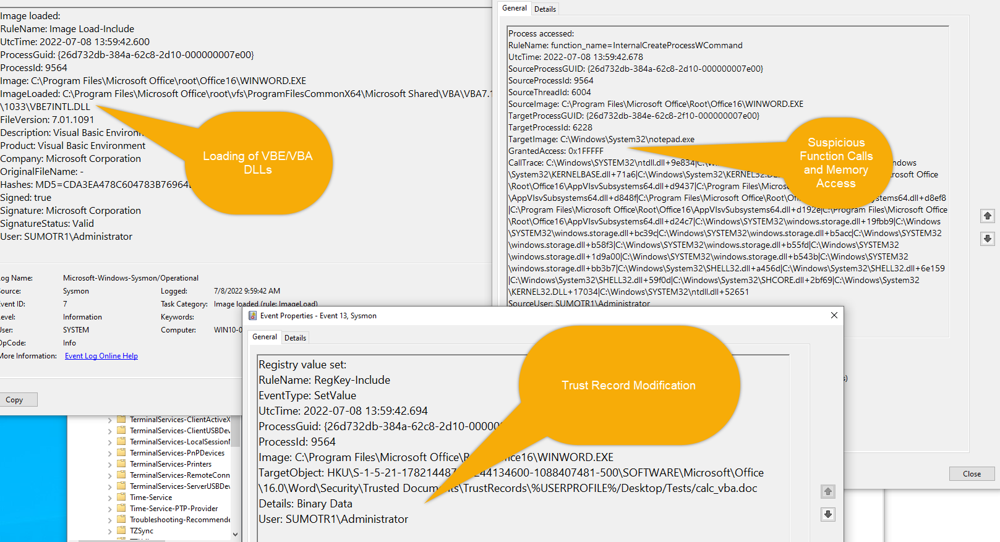 Image loaded:
RuleName: Image Load-Include
UtcTime: 2022-07-08 13:59:42.600
ProcessGuid: {26d732db-384a-62c8-2d10-000000007e00}
ProcessId: 9564
Image: C:\Program Files\Microsoft Office\root\Office16\WINWORD.EXE
ImageLoaded: C:\Program Files\Microsoft Office\root\vfs\ProgramFilesCommonX64\Microsoft Shared\VBA\VBA7.1
\1033\VBE7INTL.DLL
FileVersion: 7.01.1091
Description: Visual Basic Environm
Product: Visual Basic Environment
Company: Microsoft Corporation
OriginalFileName: -
Hashes: MD5=CDA3EA478C604783B7696
Signed: true
Signature: Microsoft Corporation
SignatureStatus: Valid
User: SUMOTR1\Administrator
Loading of VBE/VBA
DLLs
og Name: Microsoft-Windows-Sysmon/Operational
ource: Sysmon Logged: 7/8/2022 9:59:42 AM
vent ID: 7 Task Category: Image loaded (rule: ImageLoad)
evel: Information Keywords:
ser: SYSTEM Computer: WIN10-0
OpCode: Info
More Information: Event Log Online Help
Copy
General Details
Process accessed:
RuleName: function_name=InternalCreateProcessWCommand
UtcTime: 2022-07-08 13:59:42.678
SourceProcessGUID: {26d732db-384a-62c8-2d10-000000007e00}
SourceProcessId: 9564
SourceThreadId: 6004
SourceImage: C:\Program Files\Microsoft Office\Root\Office16\WINWORD.EXE
TargetProcessGUID: {26d732db-384e-62c8-2f10-000000007e00}
TargetProcessId: 6228
TargetImage: C:\Windows\System32\notepad.exe
GrantedAccess: 0x1FFFFF
CallTrace: C:\Windows\SYSTEM32\ntdll.dll+9e834|C:\W ndows
\System32\KERNELBASE.dll+71a6|C:\Windows\System32\KERNEL32.D rosoft Office
\Root\Office16\AppVIsvSubsystems64.dll+d9437|C:\Program Files\Micros
\AppVIsvSubsystems64.dll+d848f|C:\Program Files\Microsoft Office\Root\Of stems64.dll+d8ef8
|C:\Program Files\Microsoft Office\Root\Office16\AppVIsvSubsystems64.dll+d192e|C:\Program Files\Microsoft
\Root\Office16\AppVIsvSubsystems64.dll+d24c7|C:\Windows\SYSTEM32\windows.storage.dll+19fbb9|C:\Windows
\SYSTEM32\windows.storage.dll+bc39c|C:\Windows\SYSTEM32\windows.storage.dll+b5acc|C:\Windows\SYSTEM32
\windows.storage.dll+b58f3|C:\Windows\SYSTEM32\windows.storage.dll+b55fd|C:\Windows\SYSTEM32
\windows.storage.dll+1d9a00|C:\Windows\SYSTEM32\windows.storage.dll+b543b|C:\Windows\SYSTEM32
\windows.storage.dll+bb3b7|C:\Windows\System32\SHELL32.dll+a456d|C:\Windows\System32\SHELL32.dll+6e159
|C:\Windows\System32\SHELL32.dll+59f0d|C:\Windows\System32\SHCORE.dll+2bf69|C:\Windows\System32
\KERNEL32.DLL+17034|C:\Windows\SYSTEM32\ntdll.dll+52651
SourceUser: SUMOTR1\Administrator
Suspicious
Function Calls
and Memory
Access
Close
Event Properties - Event 13, Sysmon
General Details
Registry value set:
RuleName: RegKey-Include
EventType: SetValue
UtcTime: 2022-07-08 13:59:42.694
ProcessGuid: {26d732db-384a-62c8-2d10-00000
ProcessId: 9564
Image: C:\Program Files\Microsoft Office\R ice16\WINWORD.EXE
TargetObject: HKU\S-1-5-21-17821448 244134600-1088407481-500\SOFTWARE\Microsoft\Office
\16.0\Word\Security\Trusted Documents\TrustRecords\%USERPROFILE%/Desktop/Tests/calc_vba.doc
Details: Binary Data
User: SUMOTR1\Administrator
Trust Record Modification
TerminalServices-ClientActiveX
TerminalServices-ClientUSBDev
TerminalServices-LocalSession
TerminalServices-PnPDevices
TerminalServices-Printers
TerminalServices-RemoteConn
TerminalServices-ServerUSBDev
Time-Service
Time-Service-PTP-Provider
Troubleshooting-Recommende
TZSync